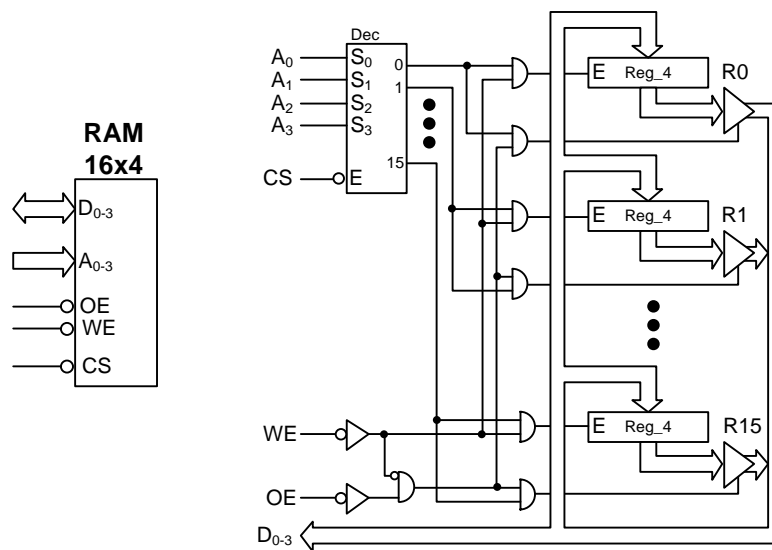 RAM
16x4
D0-3
A0-3
OE
WE
CS
Dec
A0
A1
A2
A3
CS
S0
S1
S2
S3
E
0
1
15
WE
OE
D0-3
E Reg_4
R0
E Reg_4
R1
E Reg_4
R15